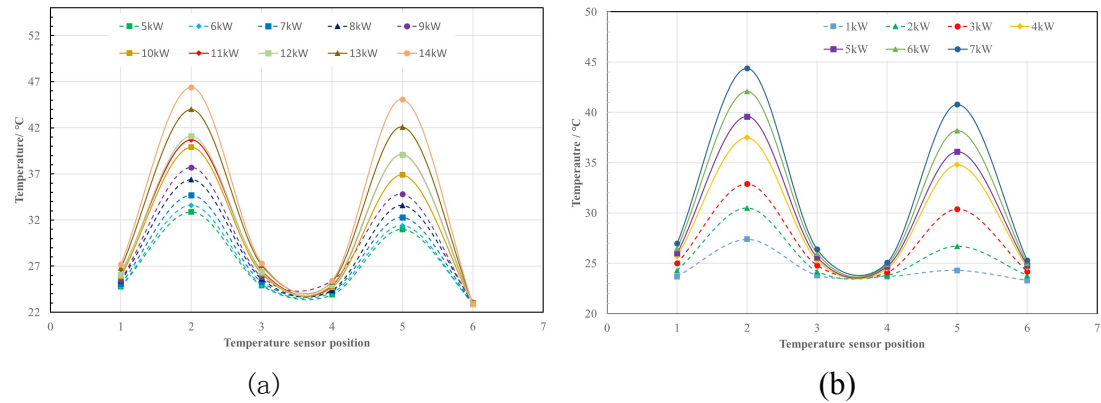 52
47
42
37
32
27
22
Temperature/ °C
5kW 6kW 7kW 8kW 9kW
10kW 11kW 12kW 13kW 14kW
0 1 2 3 4 5 6 7
Temperature sensor position
(a)
50
45
40
35
30
25
20
Temperautre / °C
1kW 2kW 3kW 4kW
5kW 6kW 7kW
0 1 2 3 4 5 6 7
Temperature sensor position
(b)